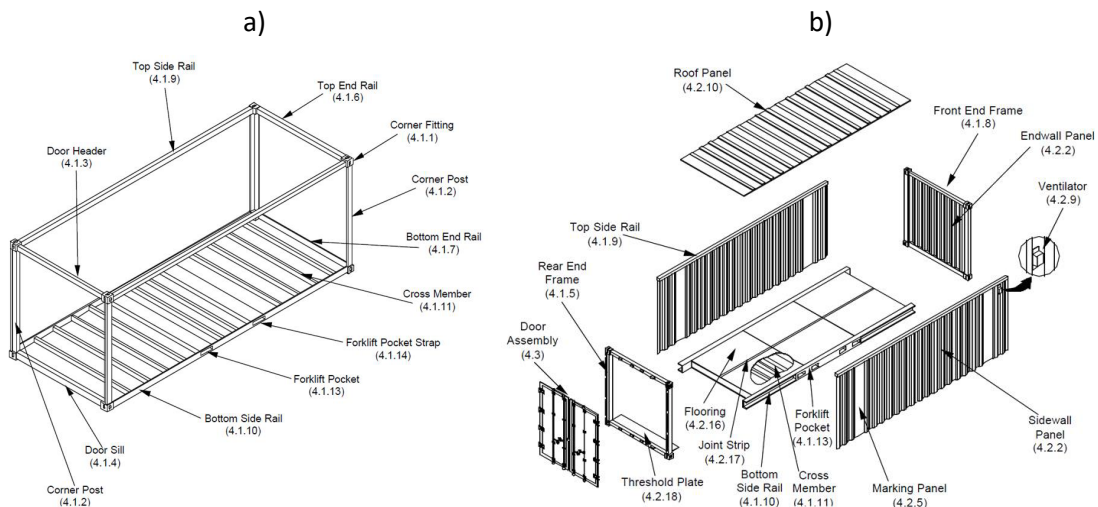 a)
Top Side Rail
(4.1.9)
Top End Rail
(4.1.6)
Corner Fitting
(4.1.1)
Door Header
(4.1.3)
Corner Post
(4.1.2)
Bottom End Rail
(4.1.7)
Cross Member
(4.1.11)
Forklift Pocket Strap
(4.1.14)
Forklift Pocket
(4.1.13)
Bottom Side Rail
(4.1.10)
Door Sill
(4.1.4)
Corner Post
(4.1.2)
b)
Roof Panel
(4.2.10)
Front End Frame
(4.1.8)
Endwall Panel
(4.2.2)
Ventilator
(4.2.9)
Top Side Rail
(4.1.9)
Rear End
Frame
(4.1.5)
Door
Assembly
(4.3)
Flooring
(4.2.16)
Joint Strip
(4.2.17)
Threshold Plate
(4.2.18)
Bottom
Side Rail
(4.1.10)
Cross
Member
(4.1.11)
Forklift
Pocket
(4.1.13)
Sidewall
Panel
(4.2.2)
Marking Panel
(4.2.5)